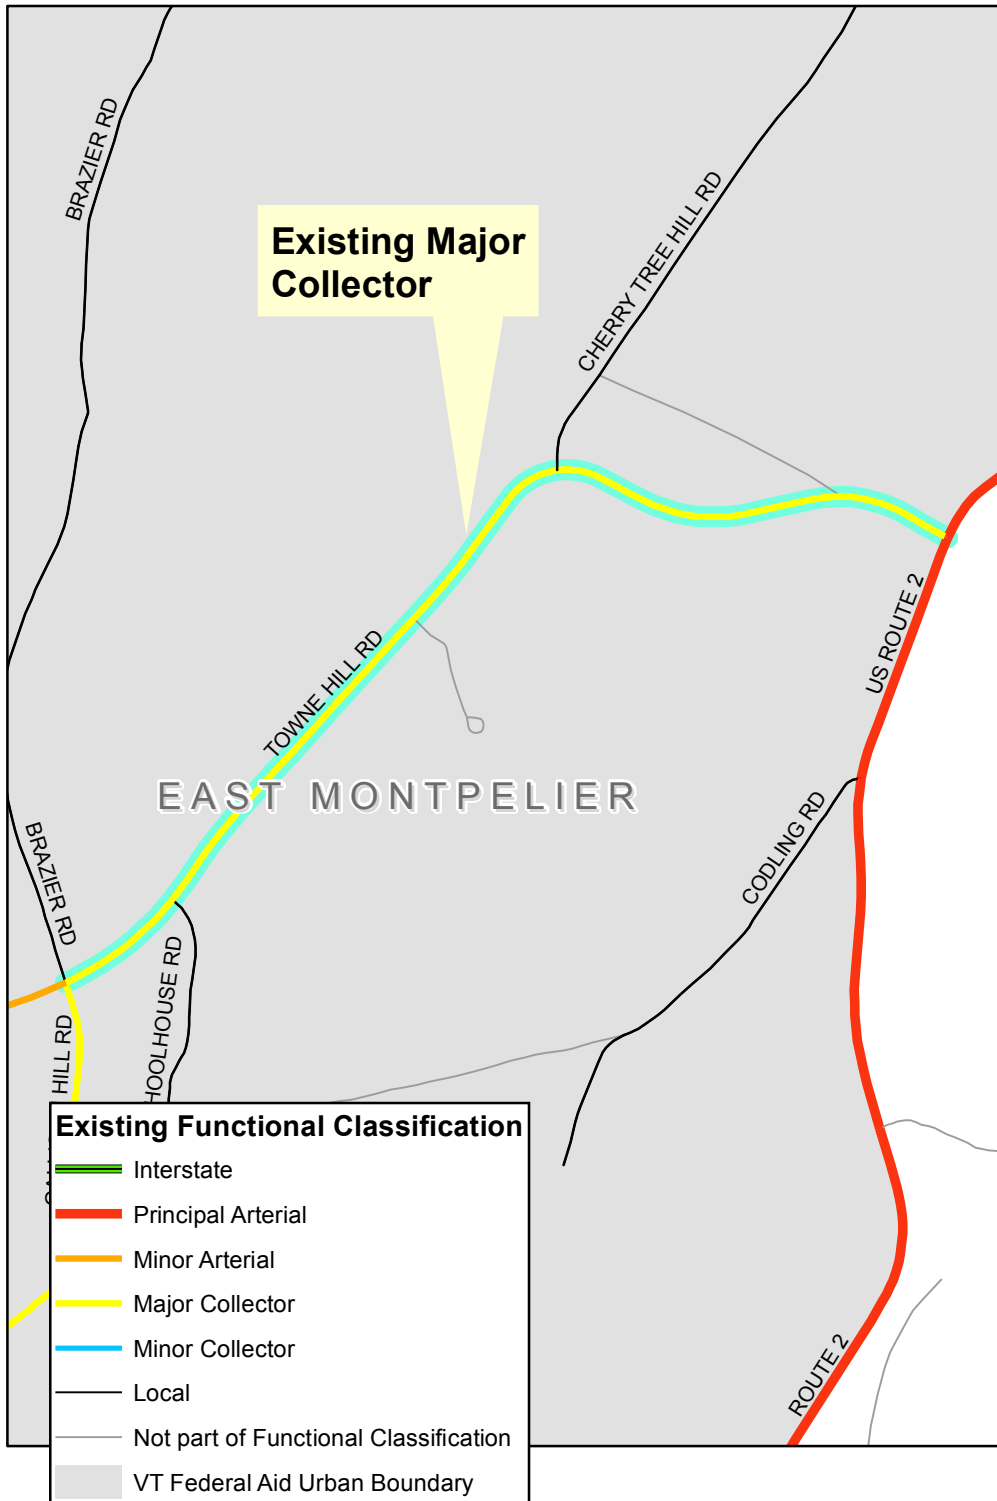 BRAZIER RD
CHERRY TREE HILL RD
Existing Major
Collector
US ROUTE 2
TOWNE HILL RD
EAST MONTPELIER
CODLING RD
BRAZIER RD
HOOLHOUSE RD
HILL RD
ROUTE 2
Existing Functional Classification
Interstate
Principal Arterial
Minor Arterial
Major Collector
Minor Collector
Local
Not part of Functional Classification
VT Federal Aid Urban Boundary